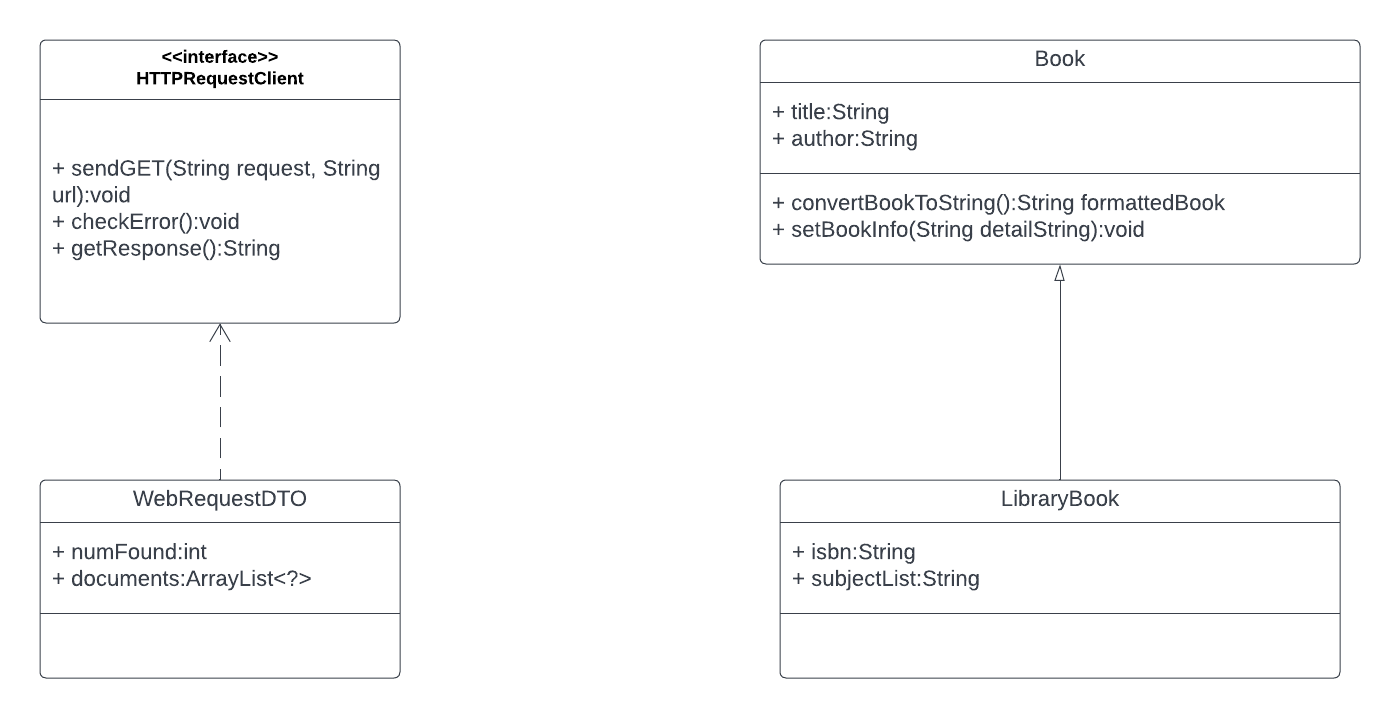 <<interface>>
HTTPRequestClient
+ sendGET(String request, String
url):void
+ checkError():void
+ getResponse():String
WebRequestDTO
+ numFound:int
+ documents:ArrayList<?>
Book
+ title:String
+ author:String
+ convertBookToString():String formattedBook
+ setBookInfo(String detailString):void
LibraryBook
+ isbn:String
+ subjectList:String